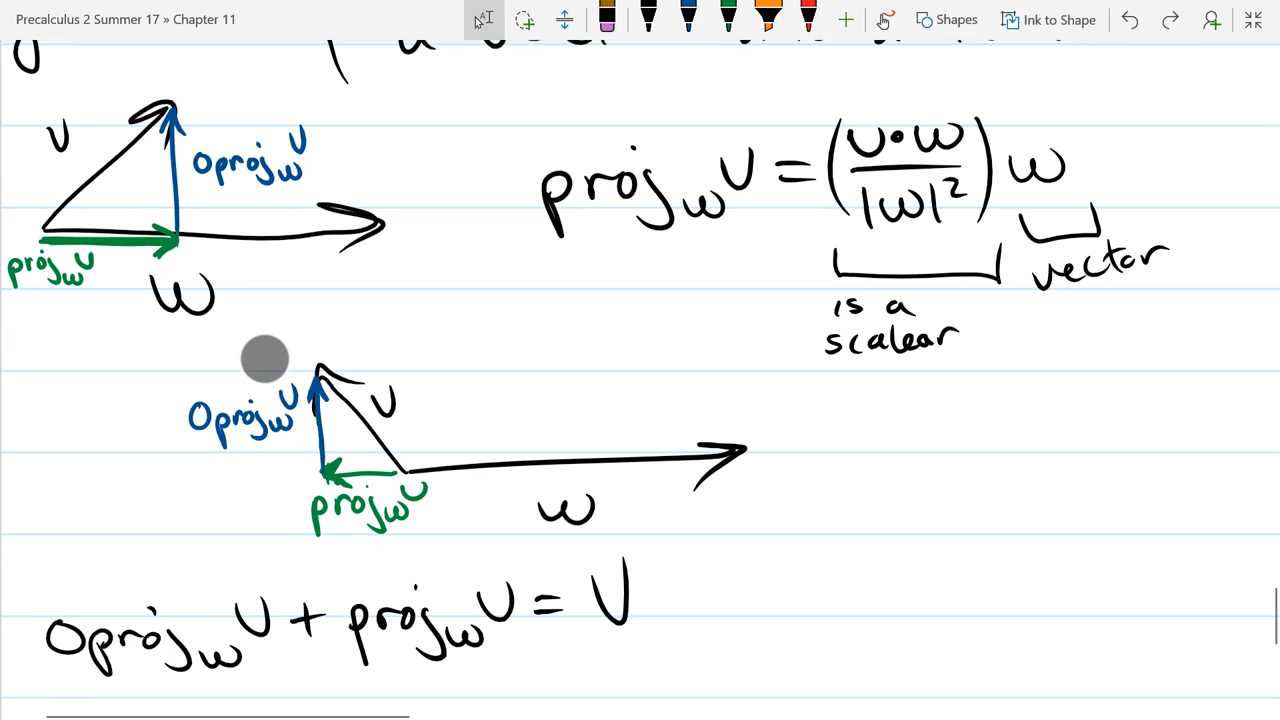 Precalculus 2 Summer 17 » Chapter 11
Shapes
Ink to Shape
v
oproj_w v
proj_w v
w
proj_w v = (v·w / |w|²) w
vector
is a
scalear
oproj_w v
v
proj_w v
w
oproj_w v + proj_w v = v